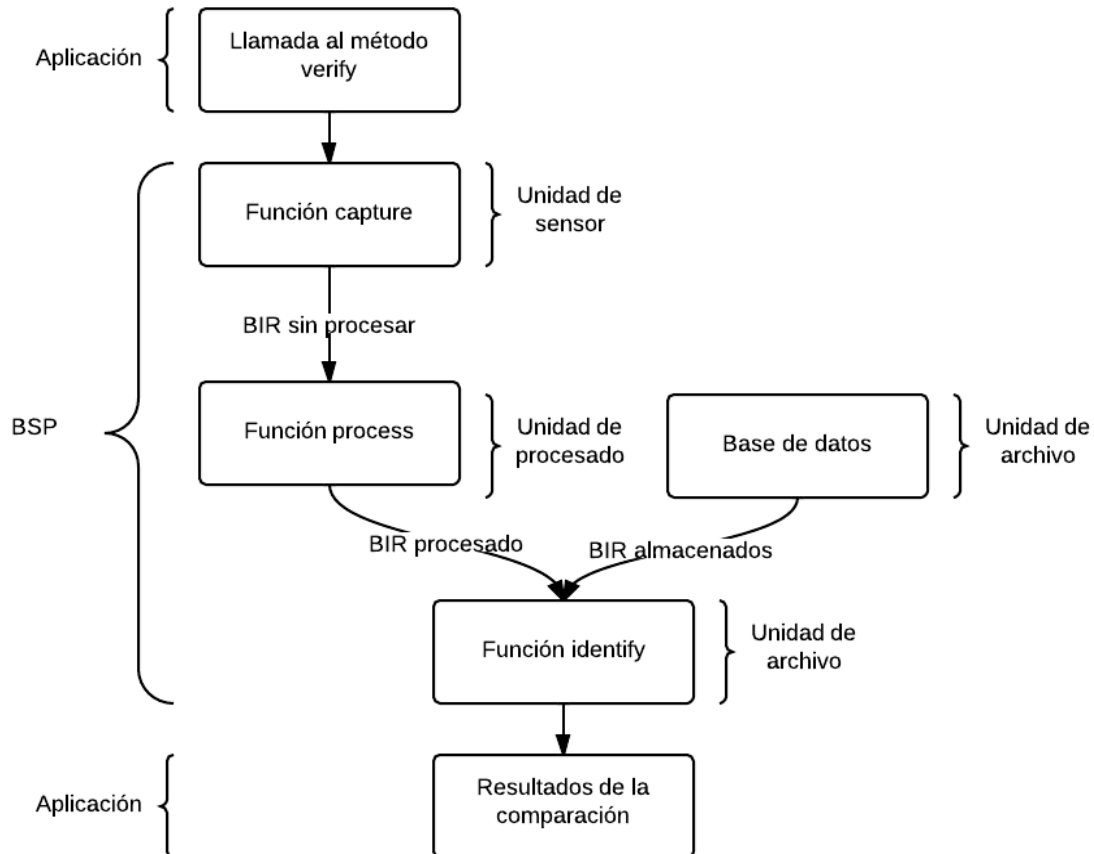 Aplicación
Llamada al método
verify
Función capture
Unidad de
sensor
BIR sin procesar
BSP
Función process
Unidad de
procesado
Base de datos
Unidad de
archivo
BIR procesado
BIR almacenados
Función identify
Unidad de
archivo
Aplicación
Resultados de la
comparación